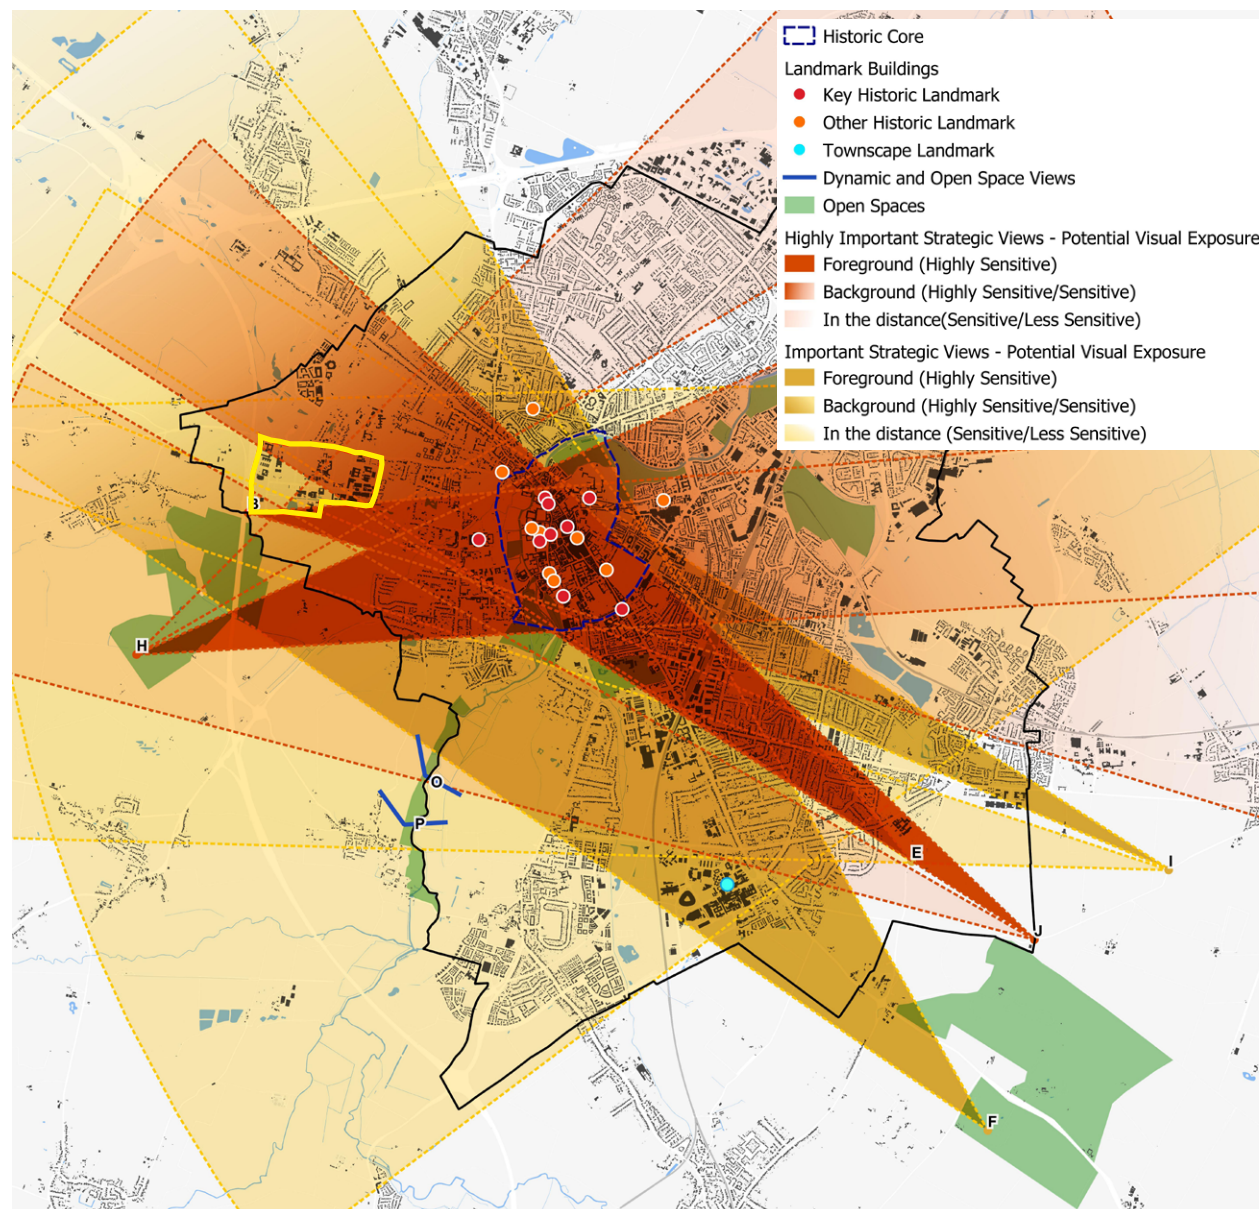 Historic Core
Landmark Buildings
Key Historic Landmark
Other Historic Landmark
Townscape Landmark
Dynamic and Open Space Views
Open Spaces
Highly Important Strategic Views - Potential Visual Exposure
Foreground (Highly Sensitive)
Background (Highly Sensitive/Sensitive)
In the distance(Sensitive/Less Sensitive)
Important Strategic Views - Potential Visual Exposure
Foreground (Highly Sensitive)
Background (Highly Sensitive/Sensitive)
In the distance (Sensitive/Less Sensitive)
B
H
O
P
E
I
J
F